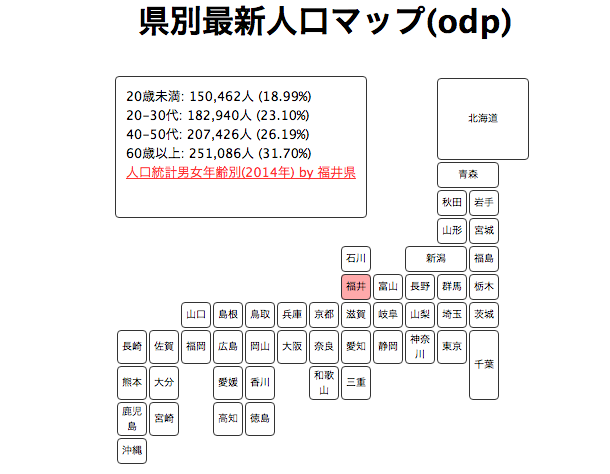 県別最新人口マップ(odp)
20歳未満: 150,462人 (18.99%)
20-30代: 182,940人 (23.10%)
40-50代: 207,426人 (26.19%)
60歳以上: 251,086人 (31.70%)
人口統計男女年齢別(2014年) by 福井県
北海道
青森
秋田 岩手
山形 宮城
石川 新潟 福島
福井 富山 長野 群馬 栃木
山口 島根 鳥取 兵庫 京都 滋賀 岐阜 山梨 埼玉 茨城
長崎 佐賀 福岡 広島 岡山 大阪 奈良 愛知 静岡 神奈川 東京 千葉
熊本 大分 愛媛 香川 和歌山 三重
鹿児島 宮崎 高知 徳島
沖縄